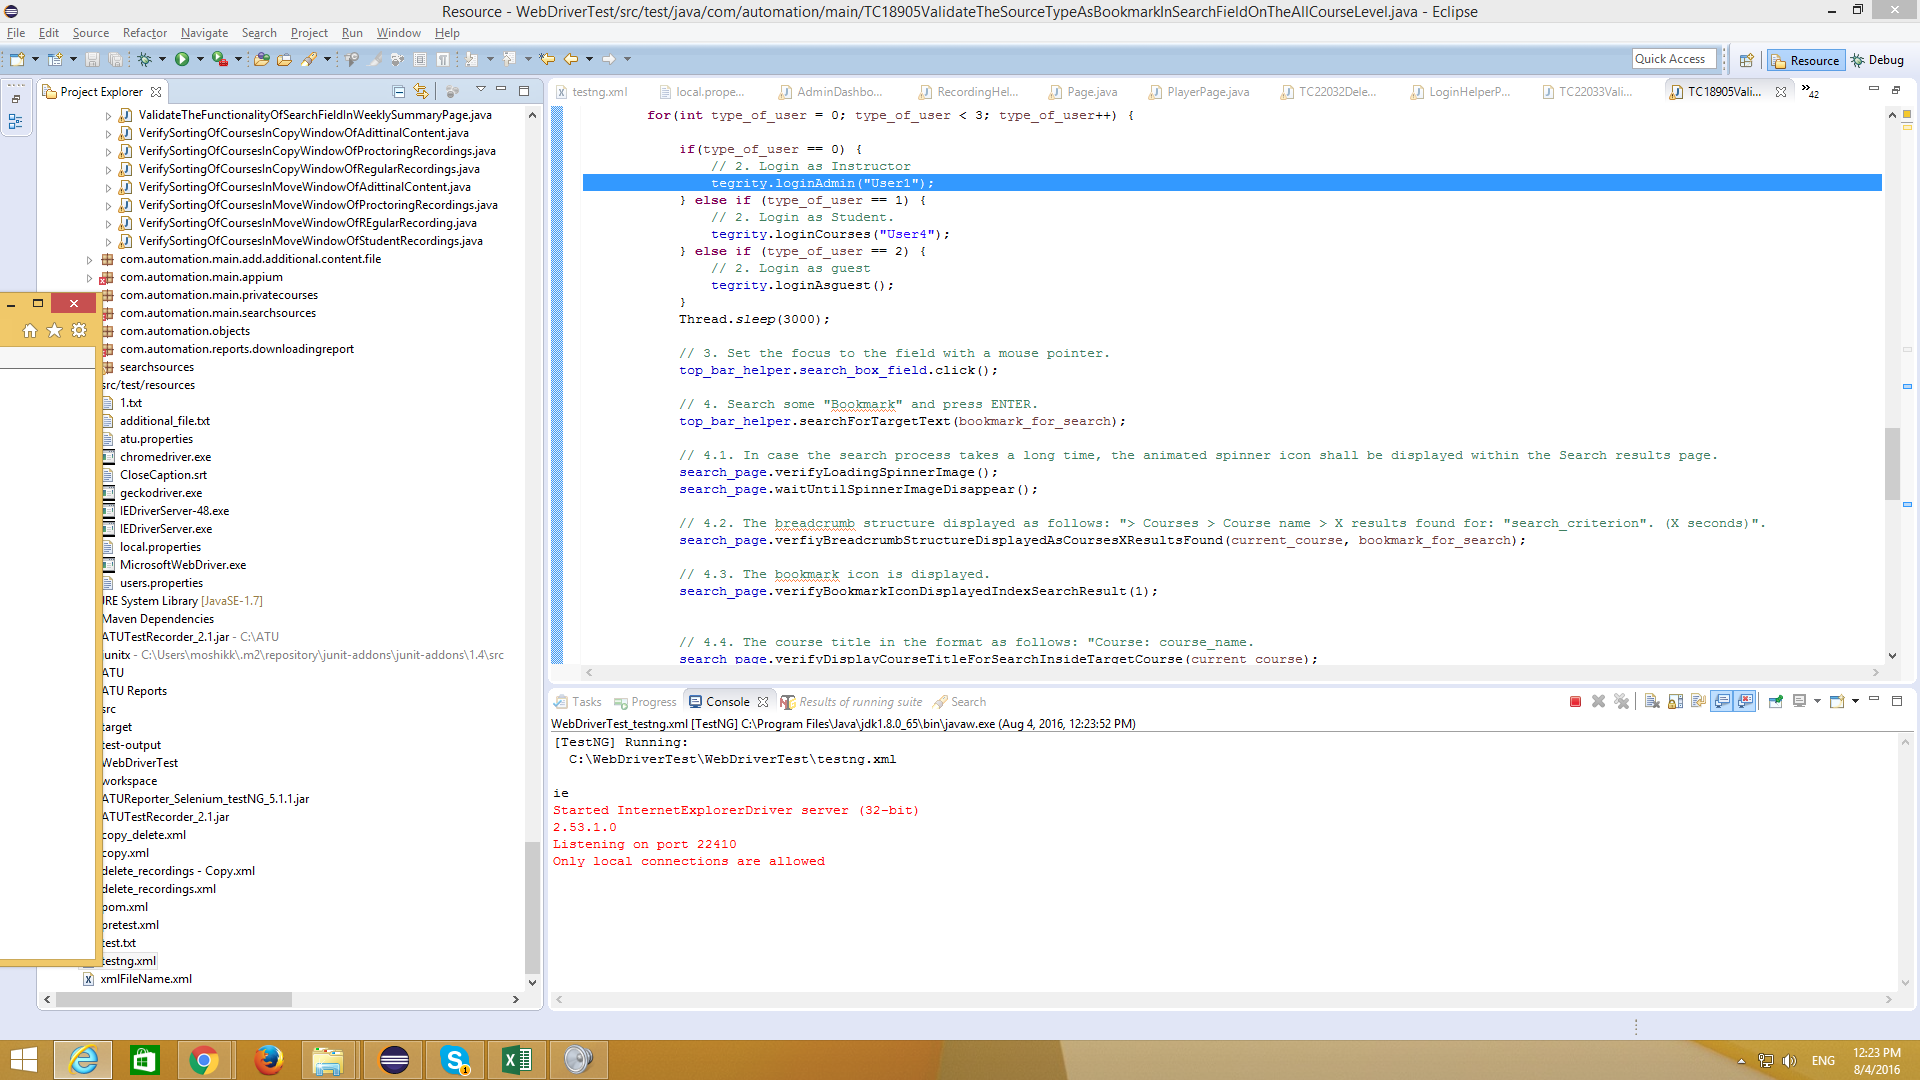 Resource - WebDriverTest/src/test/java/com/automation/main/TC18905ValidateTheSourceTypeAsBookmarkInSearchFieldOnTheAllCourseLevel.java - Eclipse
File Edit Source Refactor Navigate Search Project Run Window Help
Quick Access
Resource
Debug
Project Explorer
ValidateTheFunctionalityOfSearchFieldInWeeklySummaryPage.java
VerifySortingOfCoursesInCopyWindowOfAdittinalContent.java
VerifySortingOfCoursesInCopyWindowOfProctoringRecordings.java
VerifySortingOfCoursesInCopyWindowOfRegularRecordings.java
VerifySortingOfCoursesInMoveWindowOfAdittinalContent.java
VerifySortingOfCoursesInMoveWindowOfProctoringRecordings.java
VerifySortingOfCoursesInMoveWindowOfREgularRecording.java
VerifySortingOfCoursesInMoveWindowOfStudentRecordings.java
com.automation.main.add.additional.content.file
com.automation.main.appium
com.automation.main.privatecourses
com.automation.main.searchsources
com.automation.objects
com.automation.reports.downloadingreport
searchsources
src/test/resources
1.txt
additional_file.txt
atu.properties
chromedriver.exe
CloseCaption.srt
geckodriver.exe
IEDriverServer-48.exe
IEDriverServer.exe
local.properties
MicrosoftWebDriver.exe
users.properties
JRE System Library [JavaSE-1.7]
Maven Dependencies
ATUTestRecorder_2.1.jar - C:\ATU
junitx - C:\Users\moshikk\.m2\repository\junit-addons\junit-addons\1.4\src
ATU
ATU Reports
src
target
test-output
WebDriverTest
workspace
ATUReporter_Selenium_testNG_5.1.1.jar
ATUTestRecorder_2.1.jar
copy_delete.xml
copy.xml
delete_recordings - Copy.xml
delete_recordings.xml
pom.xml
pretest.xml
test.txt
testng.xml
xmlFileName.xml
testng.xml
local.prope...
AdminDashbo...
RecordingHel...
Page.java
PlayerPage.java
TC22032Dele...
LoginHelperP...
TC22033Vali...
TC18905Vali...
42
for(int type_of_user = 0; type_of_user < 3; type_of_user++) {
if(type_of_user == 0) {
// 2. Login as Instructor
tegrity.loginAdmin("User1");
} else if (type_of_user == 1) {
// 2. Login as Student.
tegrity.loginCourses("User4");
} else if (type_of_user == 2) {
// 2. Login as guest
tegrity.loginAsguest();
}
Thread.sleep(3000);
// 3. Set the focus to the field with a mouse pointer.
top_bar_helper.search_box_field.click();
// 4. Search some "Bookmark" and press ENTER.
top_bar_helper.searchForTargetText(bookmark_for_search);
// 4.1. In case the search process takes a long time, the animated spinner icon shall be displayed within the Search results page.
search_page.verifyLoadingSpinnerImage();
search_page.waitUntilSpinnerImageDisappear();
// 4.2. The breadcrumb structure displayed as follows: "> Courses > Course name > X results found for: "search_criterion". (X seconds)".
search_page.verfiyBreadcrumbStructureDisplayedAsCoursesXResultsFound(current_course, bookmark_for_search);
// 4.3. The bookmark icon is displayed.
search_page.verifyBookmarkIconDisplayedIndexSearchResult(1);
// 4.4. The course title in the format as follows: "Course: course_name.
search_page.verifyDisplayCourseTitleForSearchInsideTargetCourse(current_course);
Tasks
Progress
Console
Results of running suite
Search
WebDriverTest_testng.xml [TestNG] C:\Program Files\Java\jdk1.8.0_65\bin\javaw.exe (Aug 4, 2016, 12:23:52 PM)
[TestNG] Running:
C:\WebDriverTest\WebDriverTest\testng.xml
ie
Started InternetExplorerDriver server (32-bit)
2.53.1.0
Listening on port 22410
Only local connections are allowed
1
ENG
12:23 PM
8/4/2016